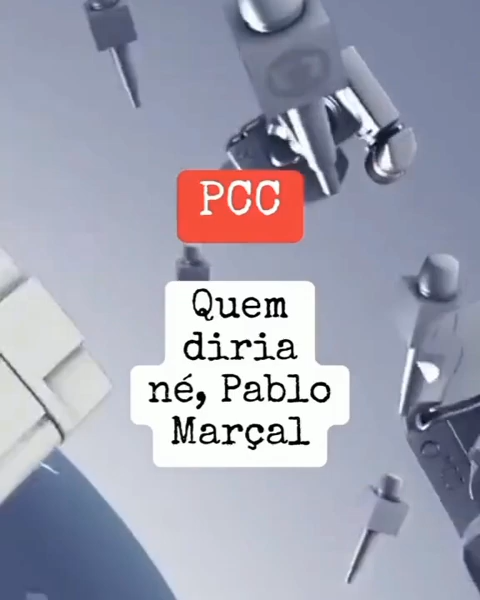 PCC
Quem
diria
né, Pablo
Marçal